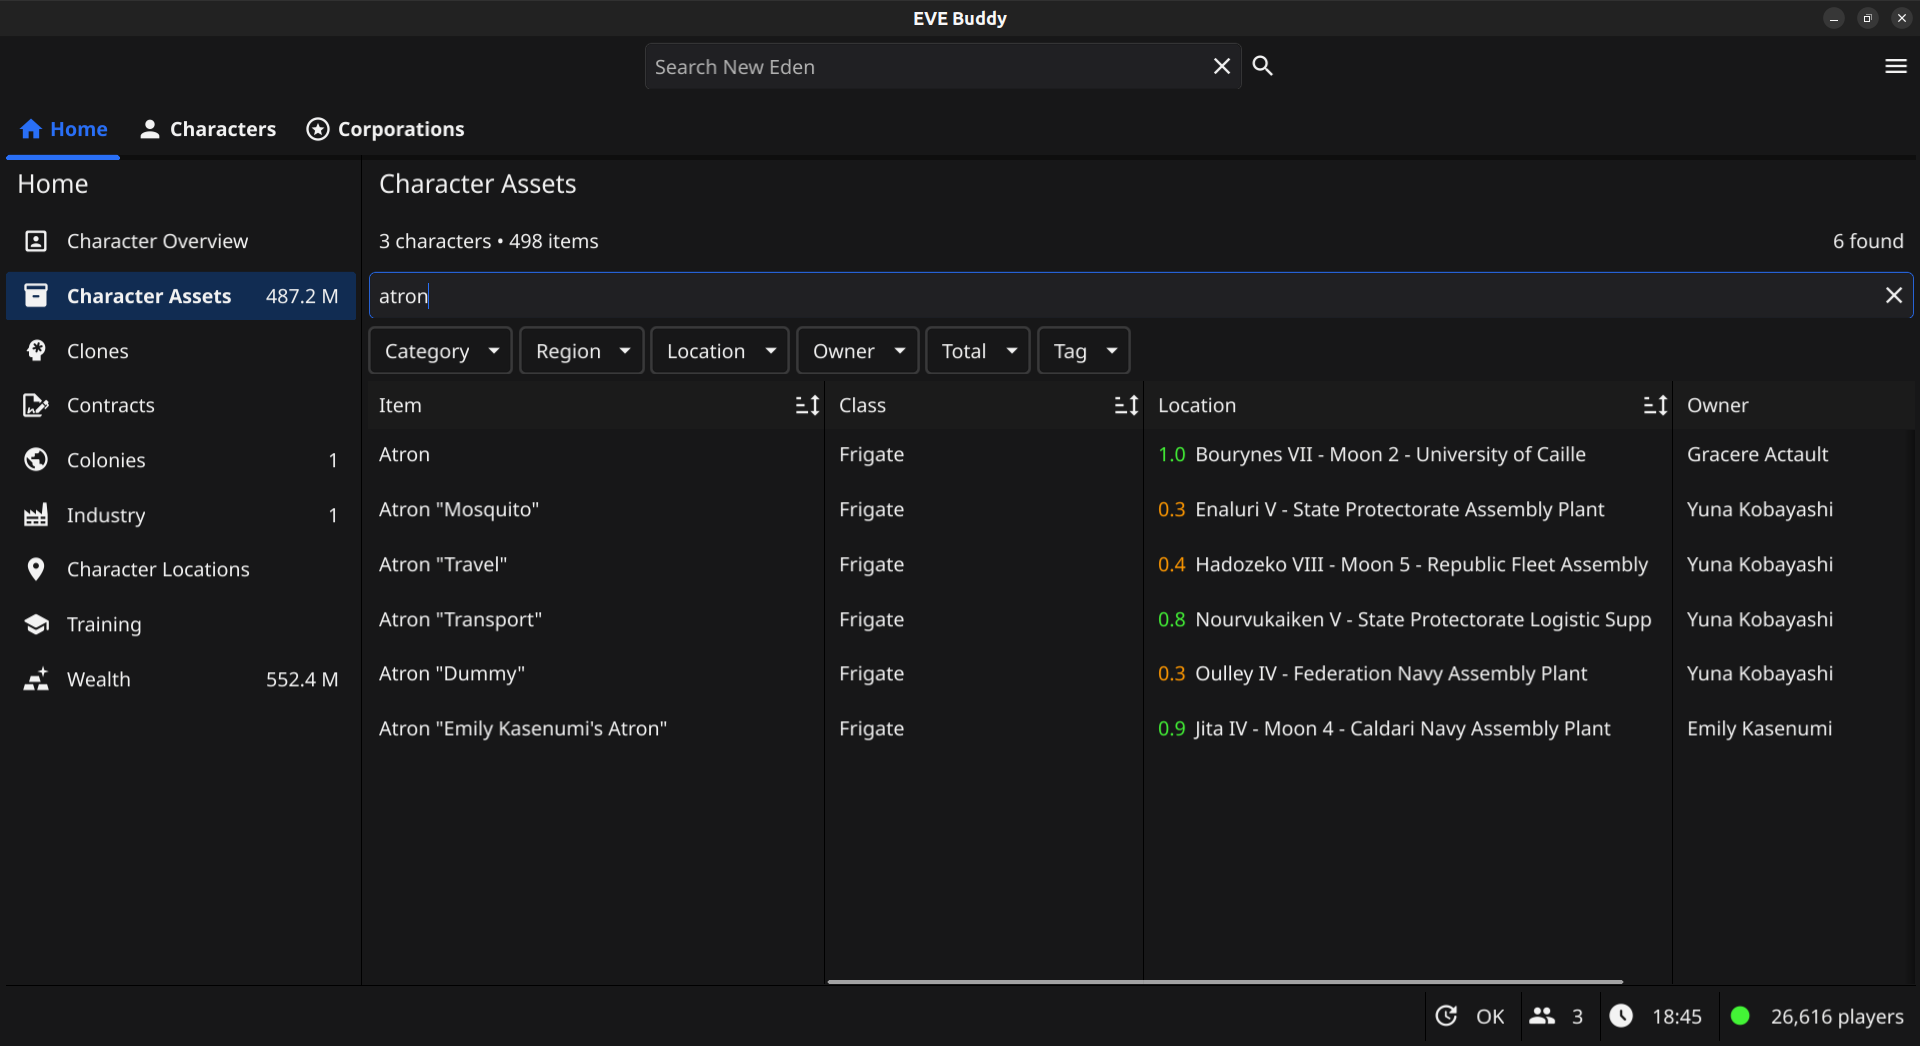 EVE Buddy
Search New Eden
Home Characters Corporations
Home
Character Overview
Character Assets 487.2 M
Clones
Contracts
Colonies 1
Industry 1
Character Locations
Training
Wealth 552.4 M
Character Assets
3 characters • 498 items 6 found
atron
Category Region Location Owner Total Tag
Item Class Location Owner
Atron Frigate 1.0 Bourynes VII - Moon 2 - University of Caille Gracere Actault
Atron "Mosquito" Frigate 0.3 Enaluri V - State Protectorate Assembly Plant Yuna Kobayashi
Atron "Travel" Frigate 0.4 Hadozeko VIII - Moon 5 - Republic Fleet Assembly Yuna Kobayashi
Atron "Transport" Frigate 0.8 Nourvukaiken V - State Protectorate Logistic Supp Yuna Kobayashi
Atron "Dummy" Frigate 0.3 Oulley IV - Federation Navy Assembly Plant Yuna Kobayashi
Atron "Emily Kasenumi's Atron" Frigate 0.9 Jita IV - Moon 4 - Caldari Navy Assembly Plant Emily Kasenumi
OK 3 18:45 26,616 players